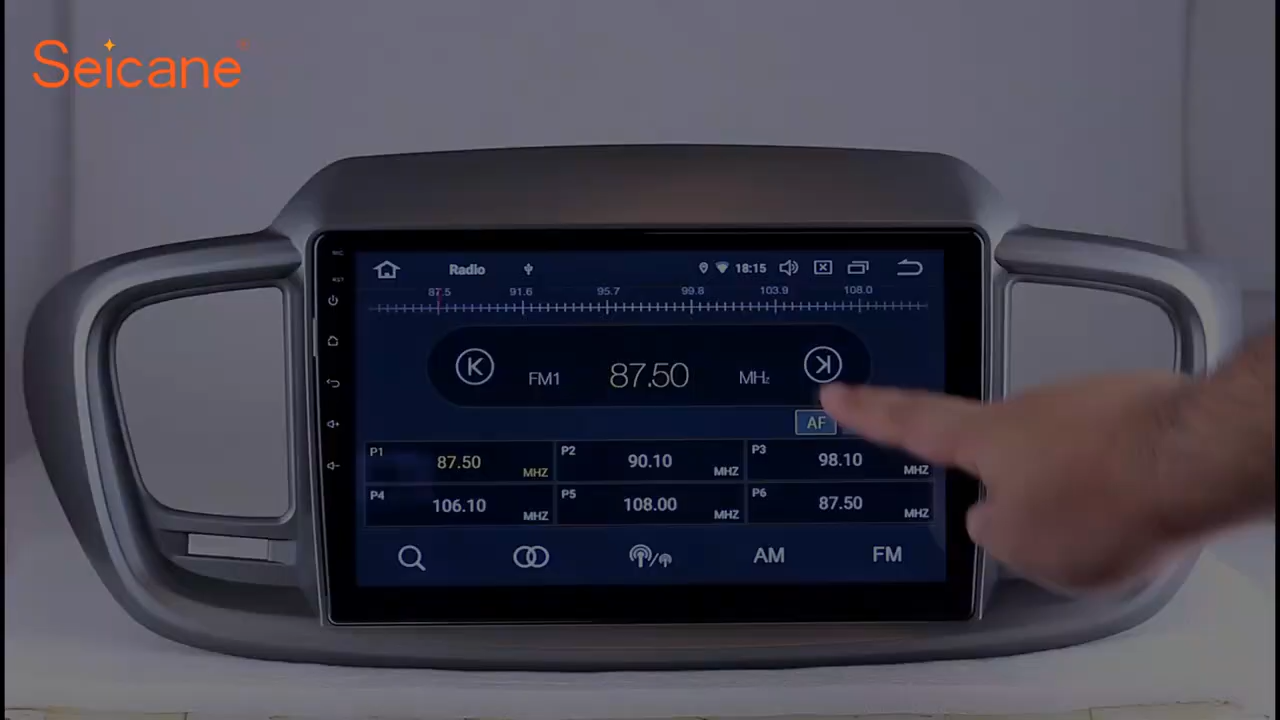 Seicane
MIC
RST
Radio 18:15
87.5 91.6 95.7 99.8 103.9 108.0
FM1 87.50 MHz
AF
P1 87.50 MHZ P2 90.10 MHZ P3 98.10 MHZ
P4 106.10 MHZ P5 108.00 MHZ P6 87.50 MHZ
AM FM